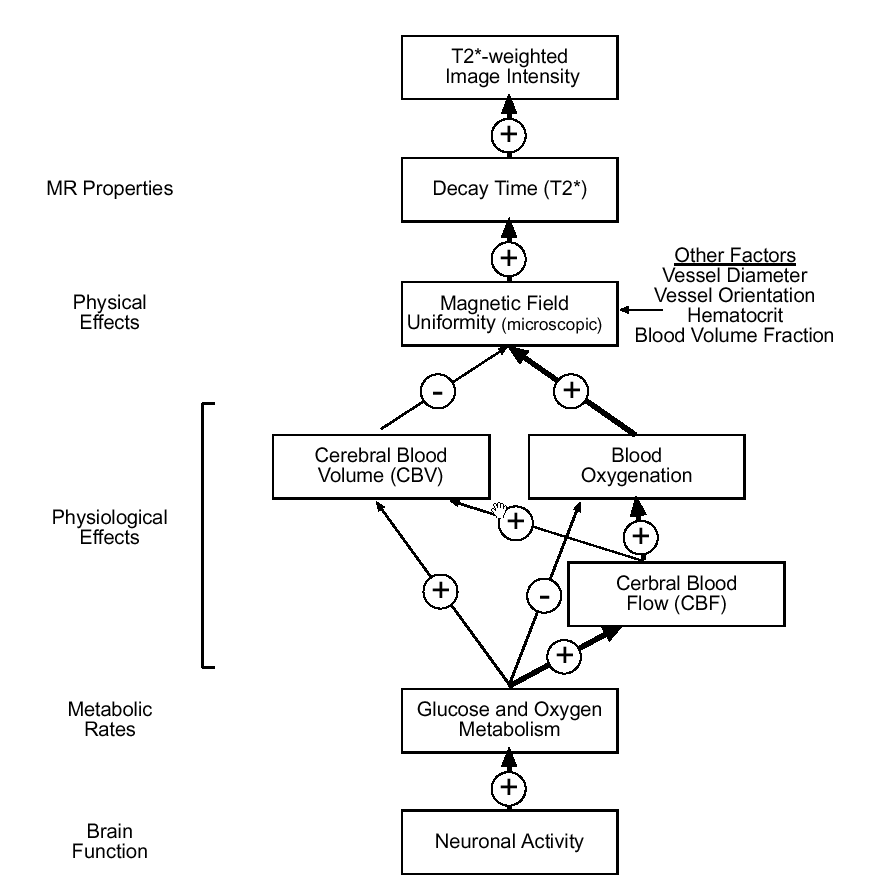 T2*-weighted
Image Intensity
+
MR Properties
Decay Time (T2*)
+
Other Factors
Vessel Diameter
Vessel Orientation
Hematocrit
Blood Volume Fraction
Physical
Effects
Magnetic Field
Uniformity (microscopic)
-
+
Cerebral Blood
Volume (CBV)
Blood
Oxygenation
Physiological
Effects
+
+
+
-
Cerbral Blood
Flow (CBF)
+
Metabolic
Rates
Glucose and Oxygen
Metabolism
+
Brain
Function
Neuronal Activity